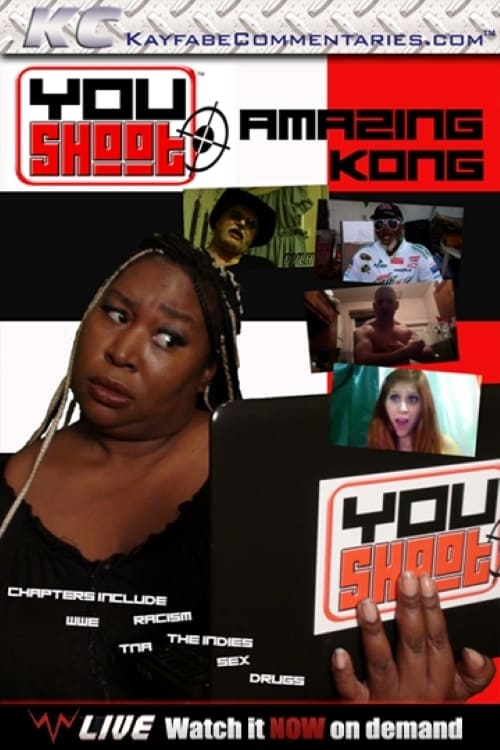 KC KAYFABECOMMENTARIES.COM™
YOU
SHOOT
AMAZING
KONG
YOU
SHOOT
CHAPTERS INCLUDE
WWE RACISM
TNA THE INDIES
SEX
DRUGS
LIVE Watch it NOW on demand